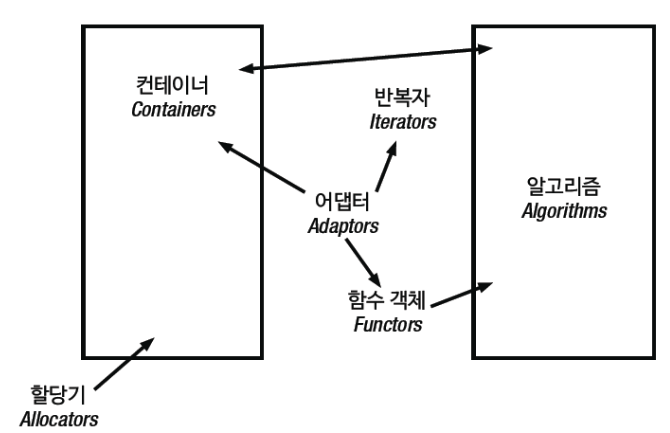 컨테이너
Containers
반복자
Iterators
어댑터
Adaptors
알고리즘
Algorithms
함수 객체
Functors
할당기
Allocators